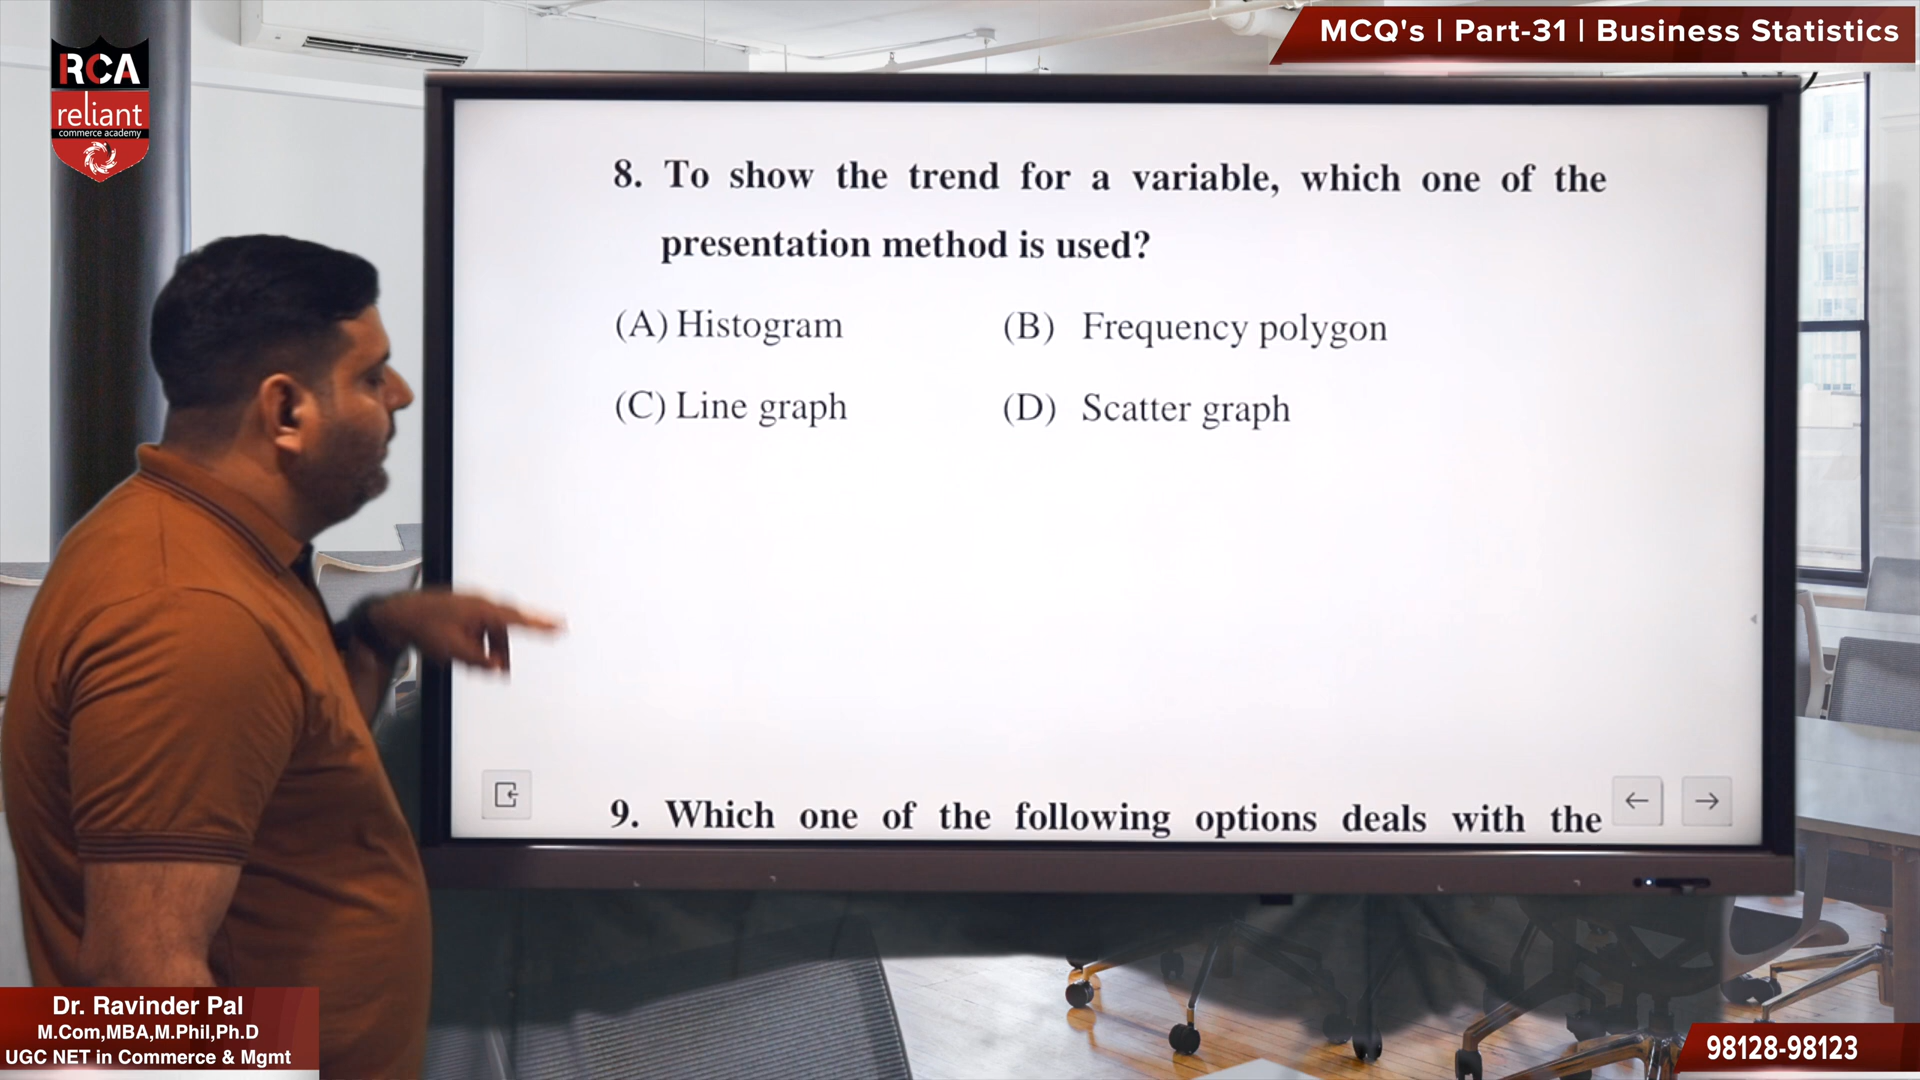 MCQ's | Part-31 | Business Statistics
RCA
reliant
commerce academy
8. To show the trend for a variable, which one of the
presentation method is used?
(A) Histogram (B) Frequency polygon
(C) Line graph (D) Scatter graph
9. Which one of the following options deals with the
Dr. Ravinder Pal
M.Com,MBA,M.Phil,Ph.D
UGC NET in Commerce & Mgmt
98128-98123